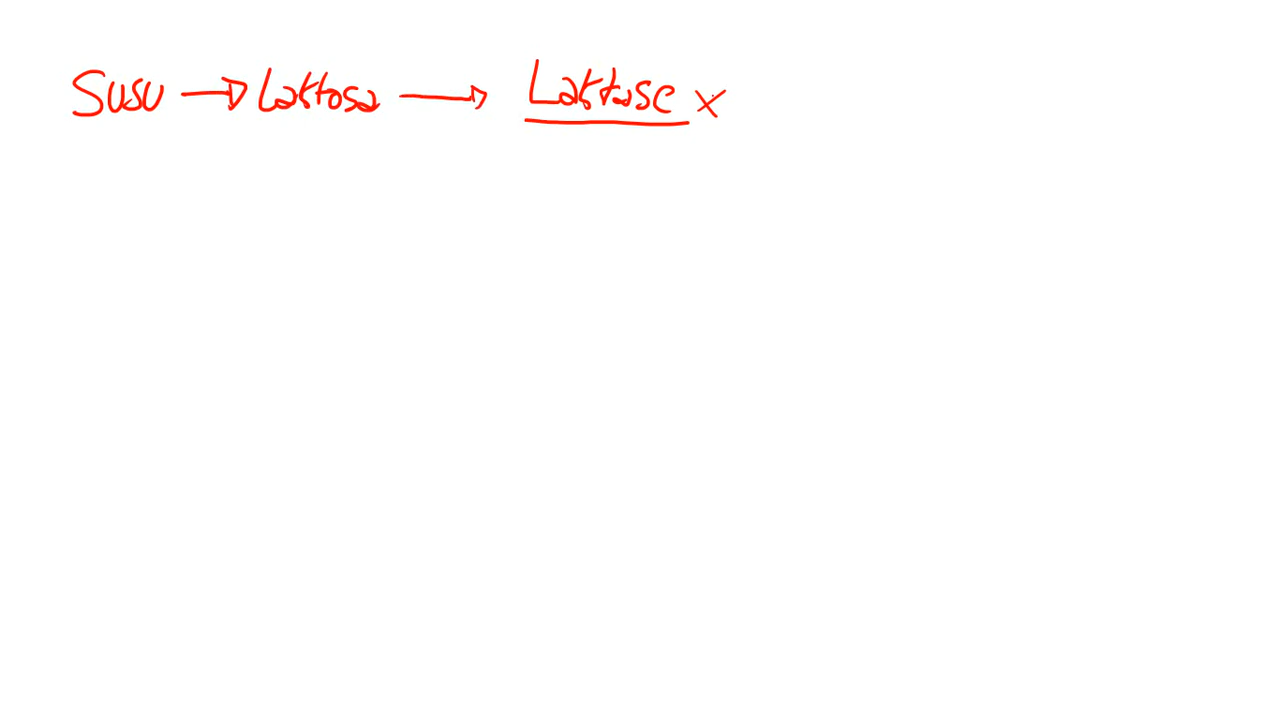 Susu → Laktosa → Laktase ×